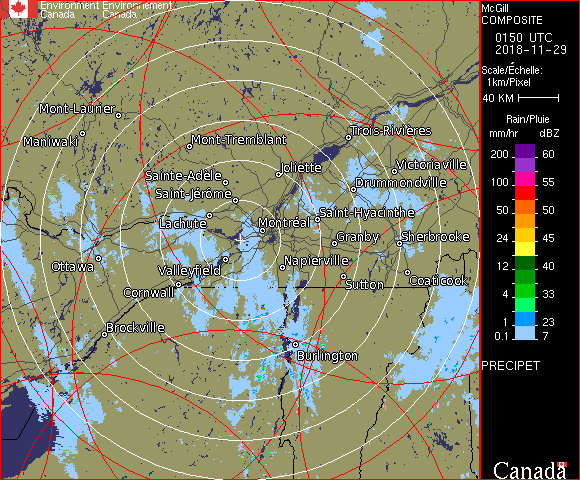 Environment Environnement
Canada Canada
McGill
COMPOSITE
0150 UTC
2018-11-29
Scale/Échelle:
1km/Pixel
40 KM
Rain/Pluie
mm/hr dBZ
200 60
100 55
50 50
24 45
12 40
4 33
1 23
0.1 7
PRECIPET
Canada
Mont-Laurier
Maniwaki
Mont-Tremblant
Trois-Rivières
Joliette
Victoriaville
Sainte-Adèle
Drummondville
Saint-Jérôme
Lachute
Saint-Hyacinthe
Montréal
Granby
Sherbrooke
Ottawa
Valleyfield
Napierville
Cornwall
Sutton
Coaticook
Brockville
Burlington